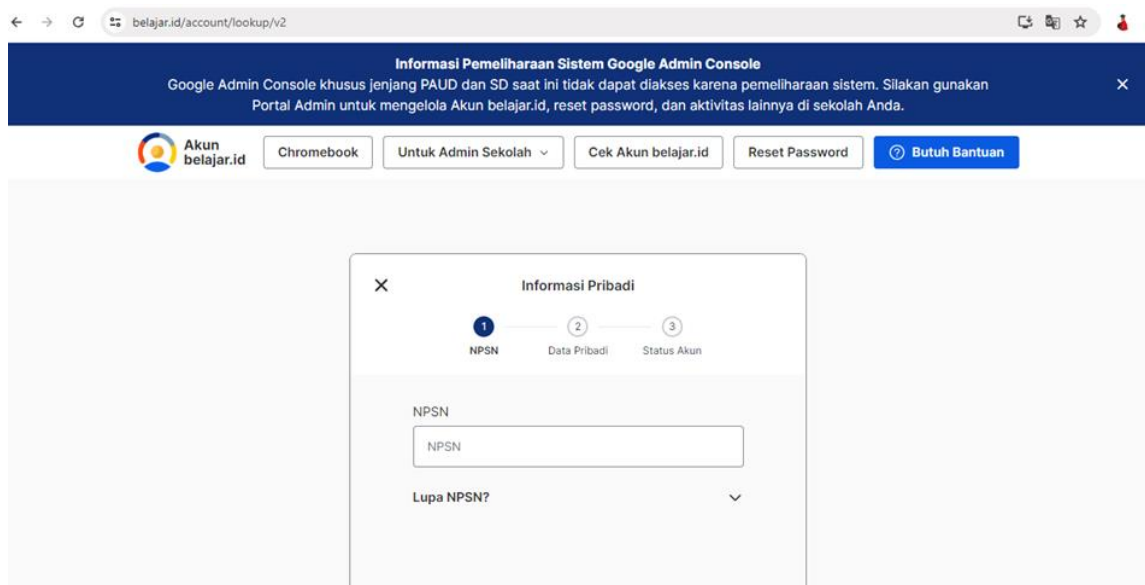 belajar.id/account/lookup/v2
Informasi Pemeliharaan Sistem Google Admin Console
Google Admin Console khusus jenjang PAUD dan SD saat ini tidak dapat diakses karena pemeliharaan sistem. Silakan gunakan
Portal Admin untuk mengelola Akun belajar.id, reset password, dan aktivitas lainnya di sekolah Anda.
Akun
belajar.id
Chromebook
Untuk Admin Sekolah
Cek Akun belajar.id
Reset Password
Butuh Bantuan
Informasi Pribadi
1
2
3
NPSN
Data Pribadi
Status Akun
NPSN
NPSN
Lupa NPSN?